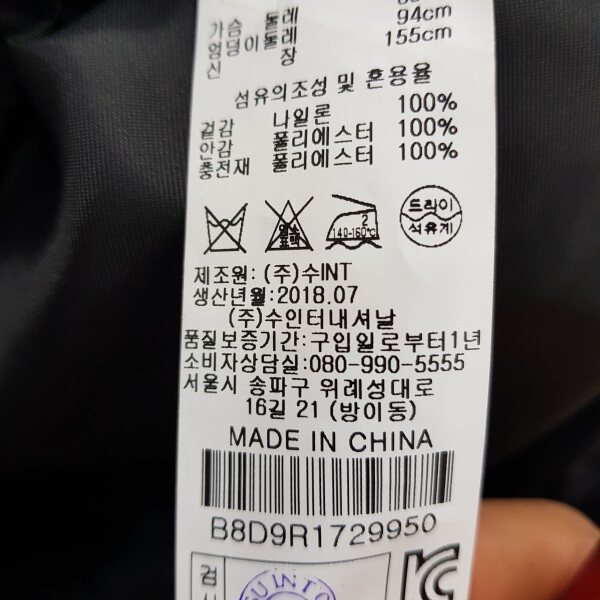 가슴 둘레 94cm
엉덩이둘레 155cm
신 장
섬유의조성 및 혼용율
겉감 나일론 100%
안감 폴리에스터 100%
충전재 폴리에스터 100%
염소 표백
2
140-160℃
드라이
석유계
제조원: (주)수INT
생산년월:2018.07
(주)수인터내셔날
품질보증기간:구입일로부터1년
소비자상담실:080-990-5555
서울시 송파구 위례성대로
16길 21 (방이동)
MADE IN CHINA
B8D9R1729950
검